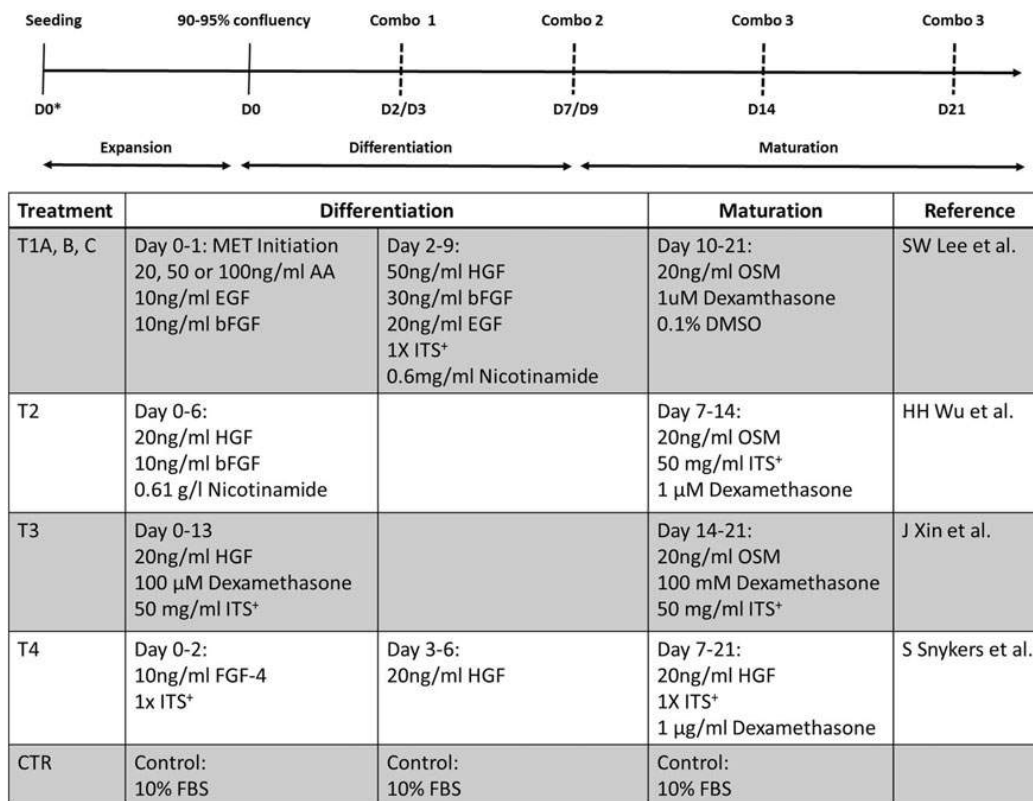 Seeding 90-95% confluency Combo 1 Combo 2 Combo 3 Combo 3
D0* D0 D2/D3 D7/D9 D14 D21
Expansion Differentiation Maturation
Treatment Differentiation Maturation Reference
T1A, B, C
Day 0-1: MET Initiation
20, 50 or 100ng/ml AA
10ng/ml EGF
10ng/ml bFGF
Day 2-9:
50ng/ml HGF
30ng/ml bFGF
20ng/ml EGF
1X ITS⁺
0.6mg/ml Nicotinamide
Day 10-21:
20ng/ml OSM
1uM Dexamthasone
0.1% DMSO
SW Lee et al.
T2
Day 0-6:
20ng/ml HGF
10ng/ml bFGF
0.61 g/l Nicotinamide
Day 7-14:
20ng/ml OSM
50 mg/ml ITS⁺
1 µM Dexamethasone
HH Wu et al.
T3
Day 0-13
20ng/ml HGF
100 µM Dexamethasone
50 mg/ml ITS⁺
Day 14-21:
20ng/ml OSM
100 mM Dexamethasone
50 mg/ml ITS⁺
J Xin et al.
T4
Day 0-2:
10ng/ml FGF-4
1x ITS⁺
Day 3-6:
20ng/ml HGF
Day 7-21:
20ng/ml HGF
1X ITS⁺
1 µg/ml Dexamethasone
S Snykers et al.
CTR
Control:
10% FBS
Control:
10% FBS
Control:
10% FBS